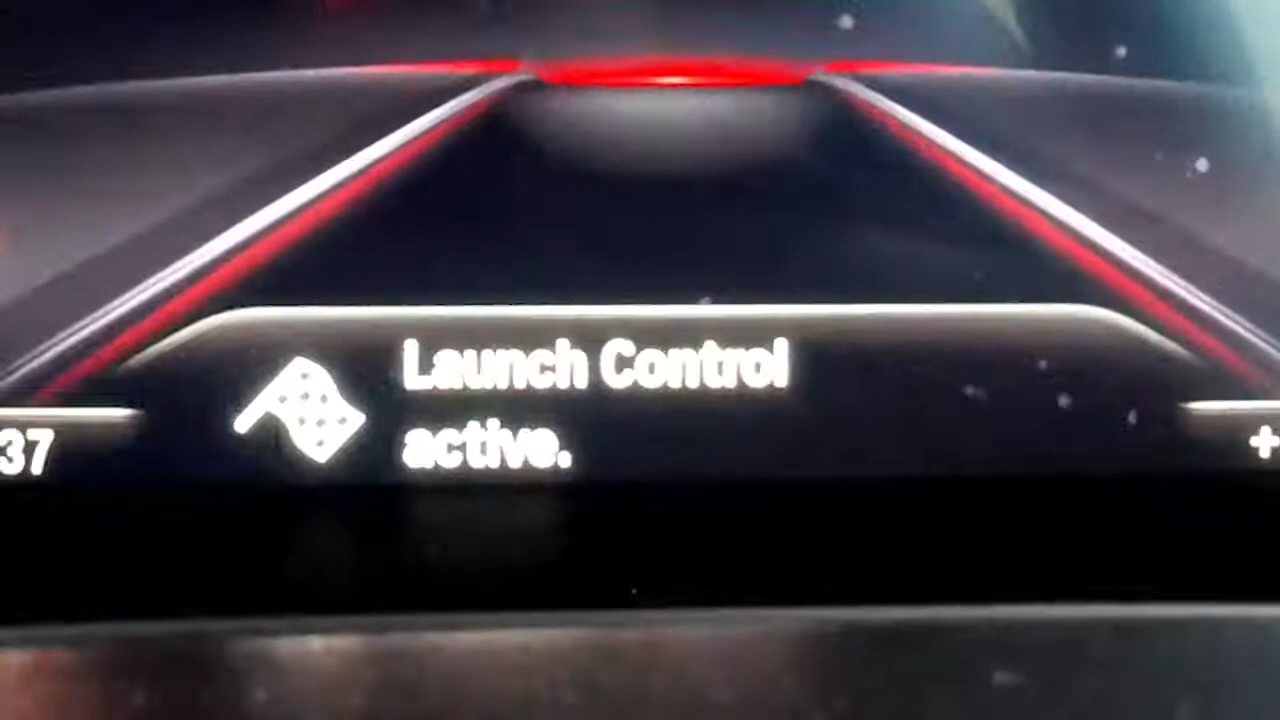 Launch Control
active.
37
+